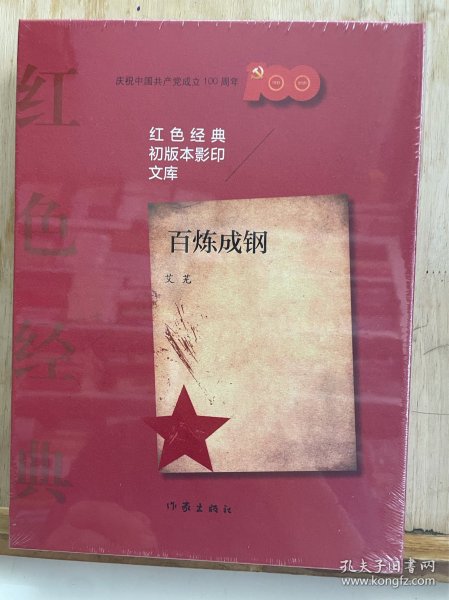 庆祝中国共产党成立100周年
100
红色经典
初版本影印
文库
百炼成钢
艾芜
红色经典
作家出版社
孔夫子旧书网
www.kongfz.com